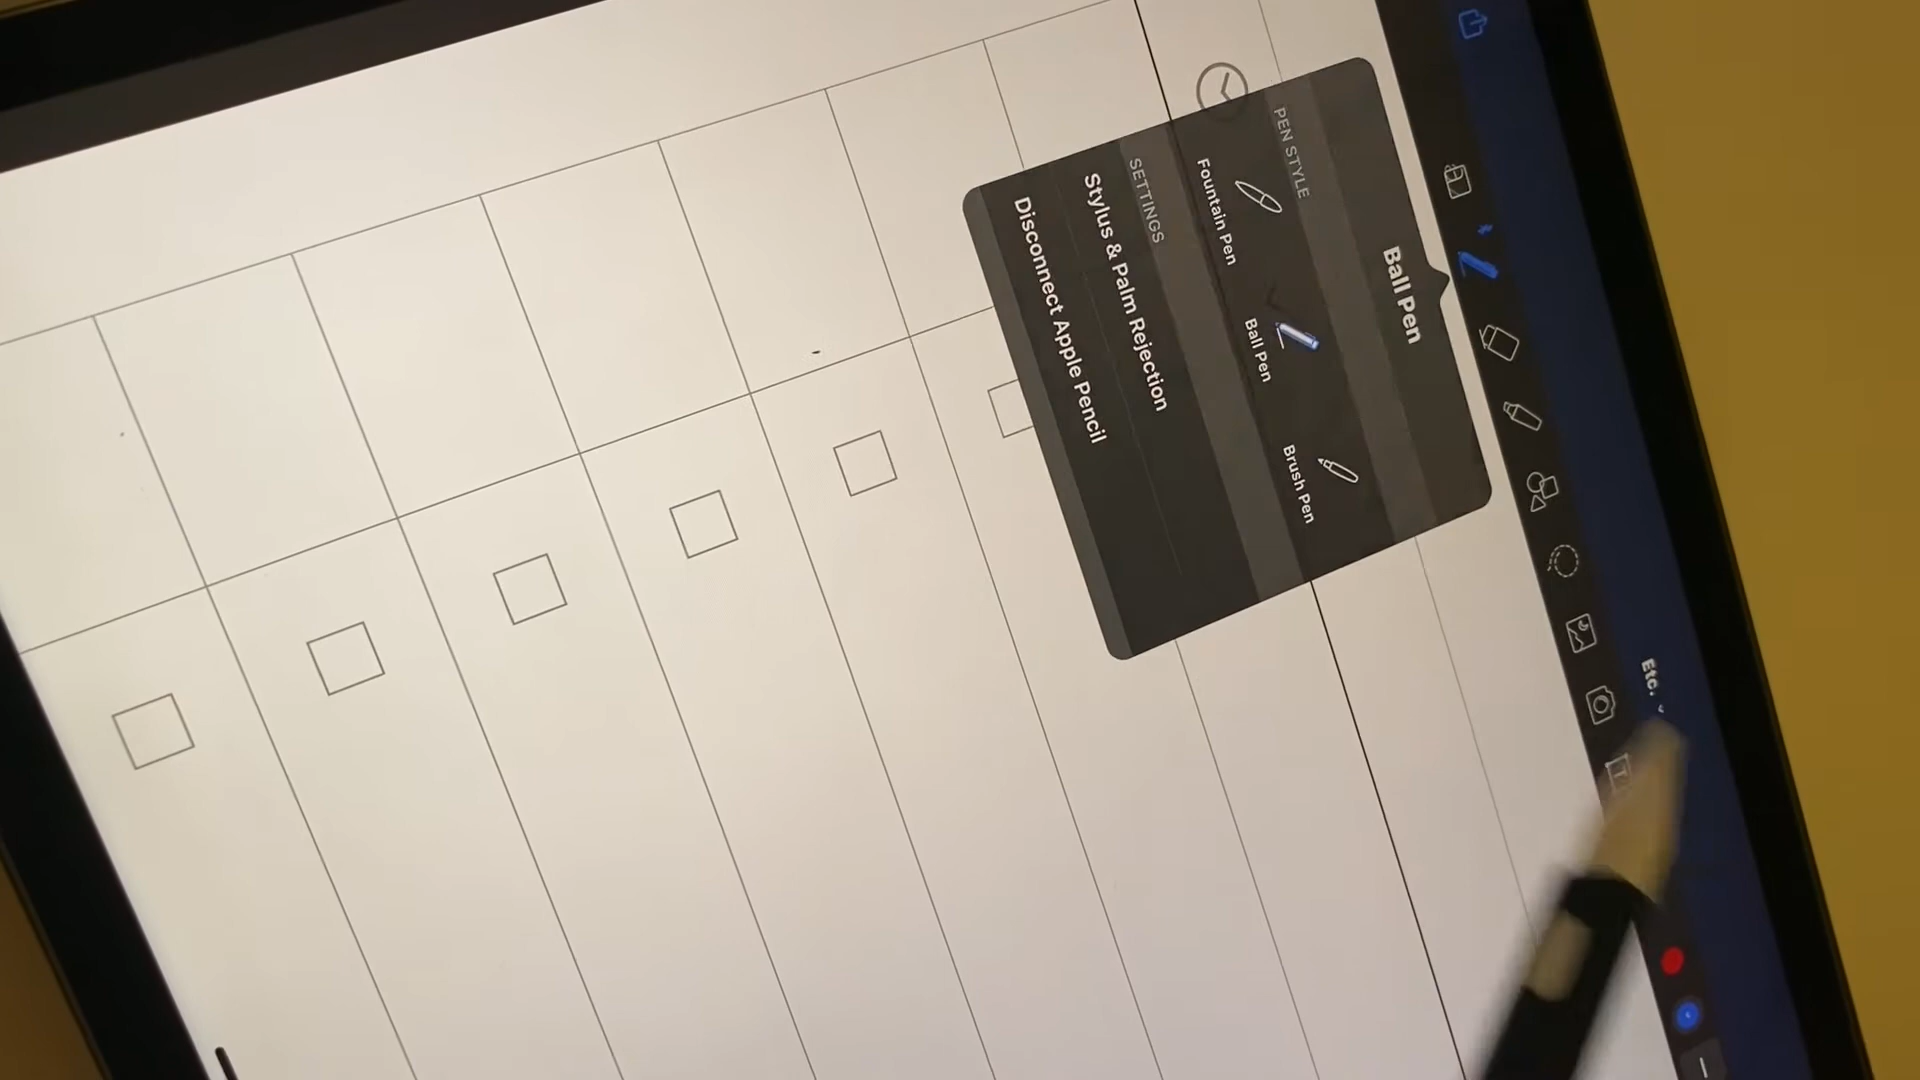 Etc.
Ball Pen
PEN STYLE
Fountain Pen
Ball Pen
Brush Pen
SETTINGS
Stylus & Palm Rejection
Disconnect Apple Pencil